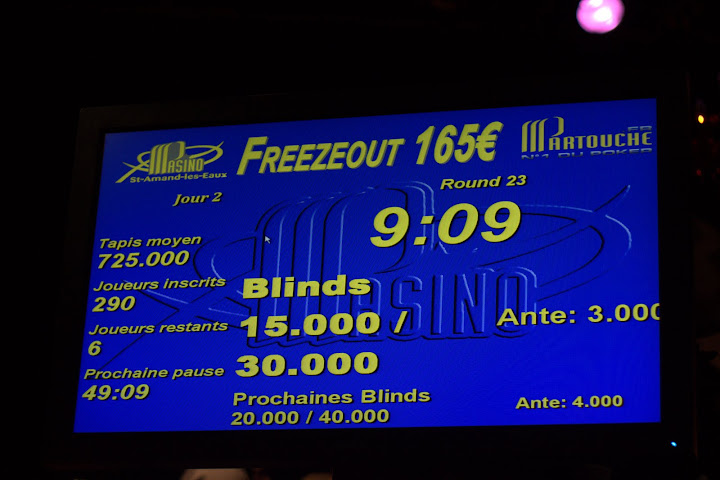 PASINO
St-Amand-les-Eaux
FREEZEOUT 165€
PARTOUCHE
N°1 DU POKER
Jour 2
Round 23
9:09
Tapis moyen
725.000
Joueurs inscrits
290
Joueurs restants
6
Prochaine pause
49:09
Blinds
15.000 /
30.000
Ante: 3.000
Prochaines Blinds
20.000 / 40.000
Ante: 4.000
PASINO